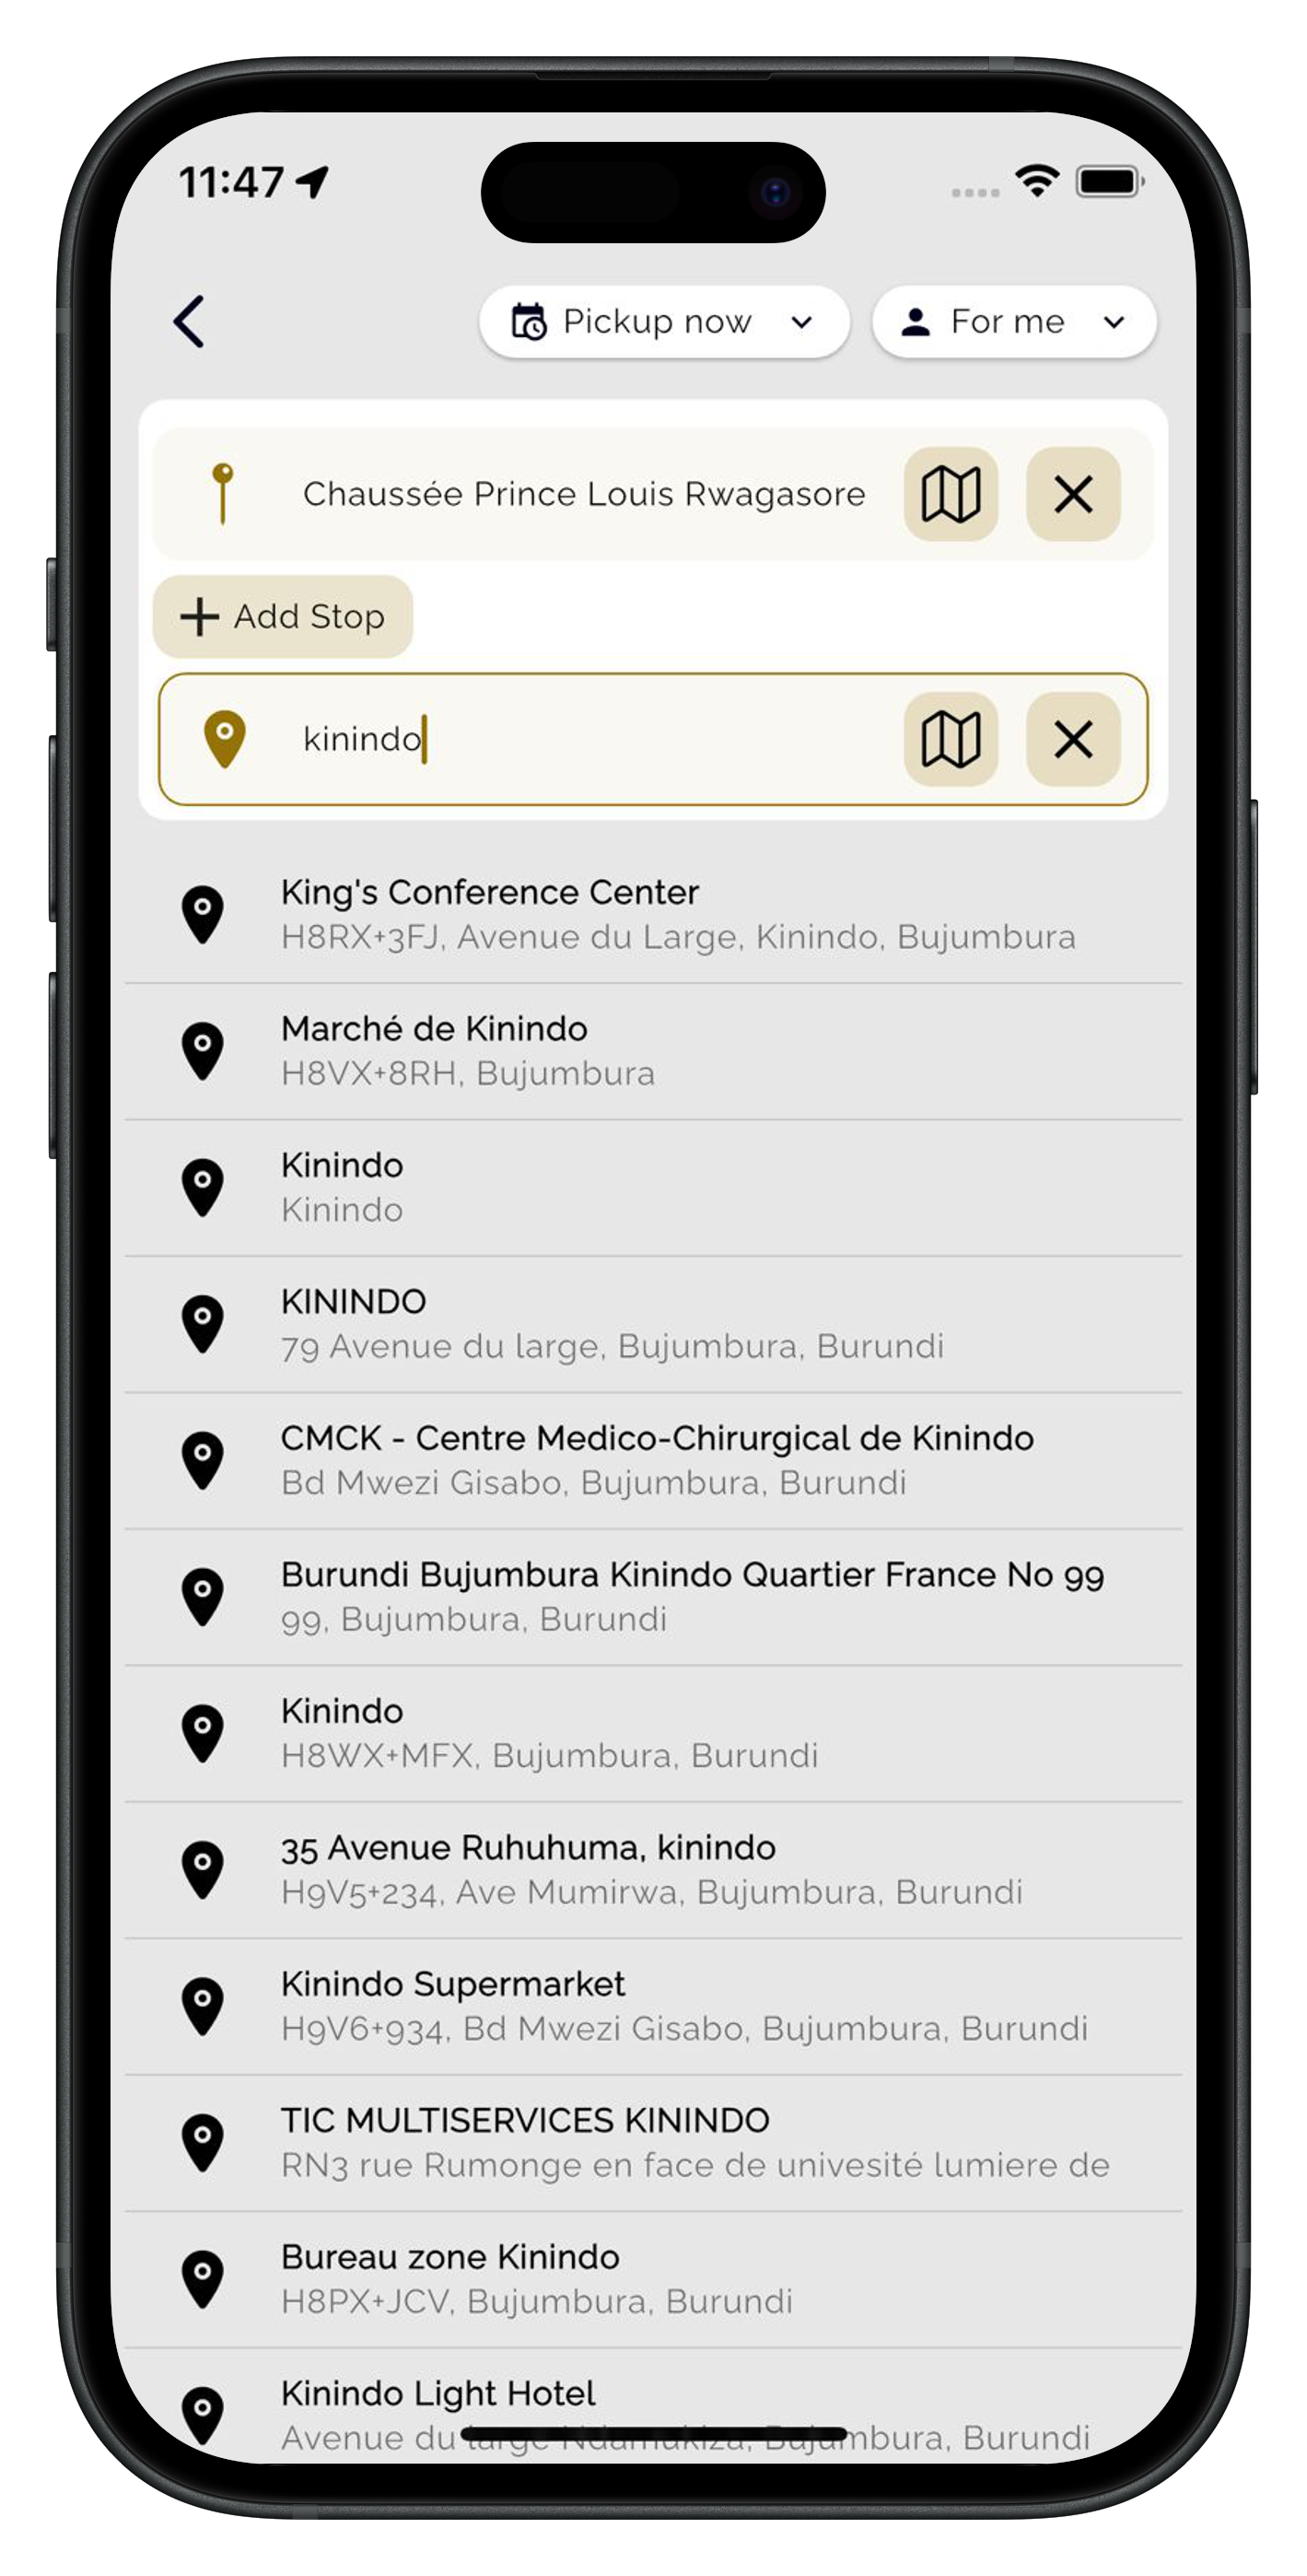 11:47
Pickup now
For me
Chaussée Prince Louis Rwagasore
Add Stop
kinindo
King's Conference Center
H8RX+3FJ, Avenue du Large, Kinindo, Bujumbura
Marché de Kinindo
H8VX+8RH, Bujumbura
Kinindo
Kinindo
KININDO
79 Avenue du large, Bujumbura, Burundi
CMCK - Centre Medico-Chirurgical de Kinindo
Bd Mwezi Gisabo, Bujumbura, Burundi
Burundi Bujumbura Kinindo Quartier France No 99
99, Bujumbura, Burundi
Kinindo
H8WX+MFX, Bujumbura, Burundi
35 Avenue Ruhuhuma, kinindo
H9V5+234, Ave Mumirwa, Bujumbura, Burundi
Kinindo Supermarket
H9V6+934, Bd Mwezi Gisabo, Bujumbura, Burundi
TIC MULTISERVICES KININDO
RN3 rue Rumonge en face de univesité lumiere de
Bureau zone Kinindo
H8PX+JCV, Bujumbura, Burundi
Kinindo Light Hotel
Avenue du large Ndamukiza, Bujumbura, Burundi